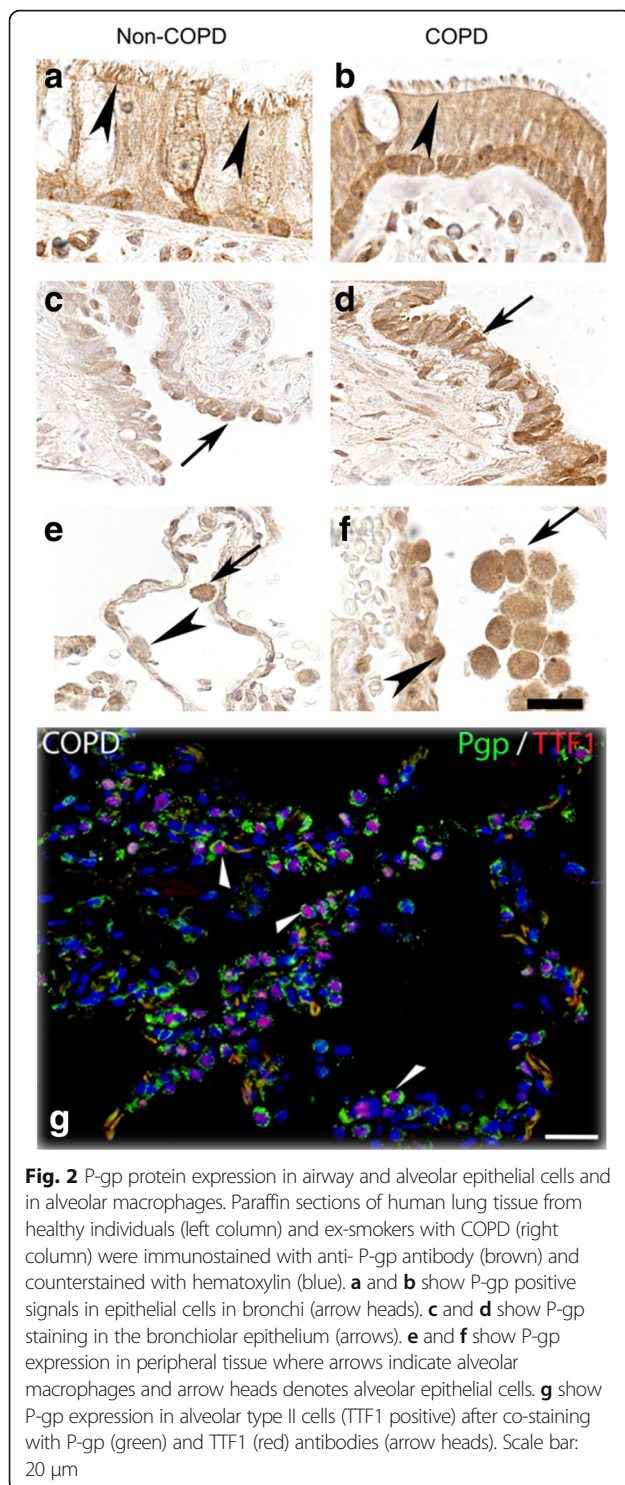 Non-COPD COPD
a b
c d
e f
COPD Pgp / TTF1
g
Fig. 2 P-gp protein expression in airway and alveolar epithelial cells and
in alveolar macrophages. Paraffin sections of human lung tissue from
healthy individuals (left column) and ex-smokers with COPD (right
column) were immunostained with anti- P-gp antibody (brown) and
counterstained with hematoxylin (blue). a and b show P-gp positive
signals in epithelial cells in bronchi (arrow heads). c and d show P-gp
staining in the bronchiolar epithelium (arrows). e and f show P-gp
expression in peripheral tissue where arrows indicate alveolar
macrophages and arrow heads denotes alveolar epithelial cells. g show
P-gp expression in alveolar type II cells (TTF1 positive) after co-staining
with P-gp (green) and TTF1 (red) antibodies (arrow heads). Scale bar:
20 μm